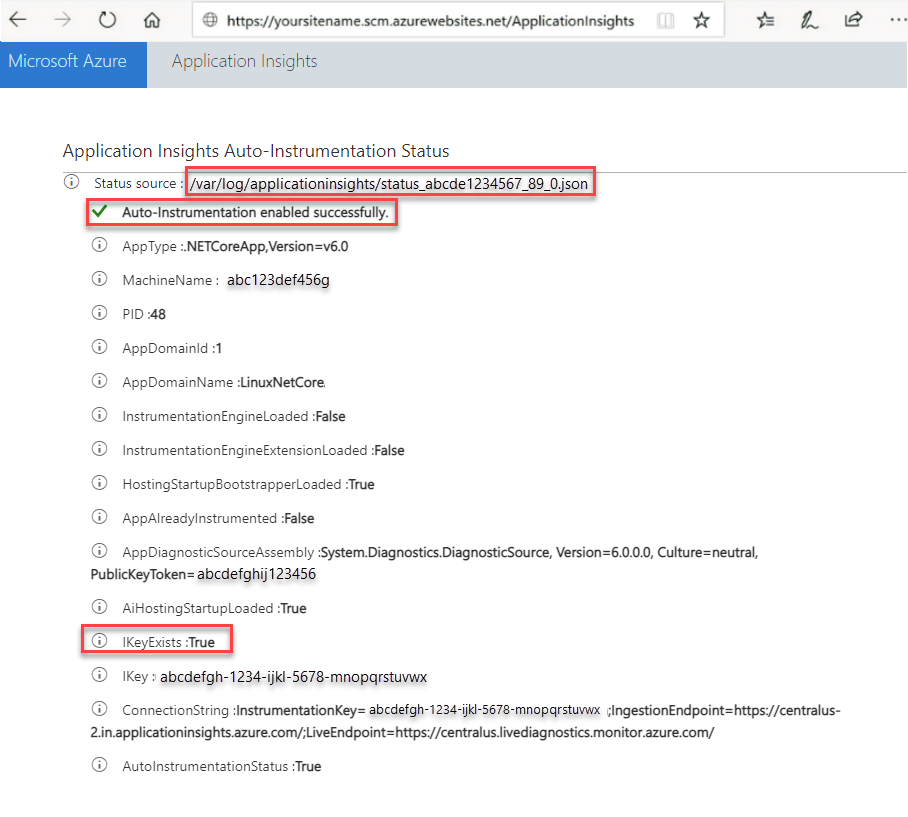 https://yoursitename.scm.azurewebsites.net/ApplicationInsights
Microsoft Azure Application Insights
Application Insights Auto-Instrumentation Status
Status source : /var/log/applicationinsights/status_abcde1234567_89_0.json
Auto-Instrumentation enabled successfully.
AppType :.NETCoreApp,Version=v6.0
MachineName : abc123def456g
PID :48
AppDomainId :1
AppDomainName :LinuxNetCore
InstrumentationEngineLoaded :False
InstrumentationEngineExtensionLoaded :False
HostingStartupBootstrapperLoaded :True
AppAlreadyInstrumented :False
AppDiagnosticSourceAssembly :System.Diagnostics.DiagnosticSource, Version=6.0.0.0, Culture=neutral,
PublicKeyToken= abcdefghij123456
AiHostingStartupLoaded :True
IKeyExists :True
IKey : abcdefgh-1234-ijkl-5678-mnopqrstuvwx
ConnectionString :InstrumentationKey= abcdefgh-1234-ijkl-5678-mnopqrstuvwx ;IngestionEndpoint=https://centralus-
2.in.applicationinsights.azure.com/;LiveEndpoint=https://centralus.livediagnostics.monitor.azure.com/
AutoInstrumentationStatus :True